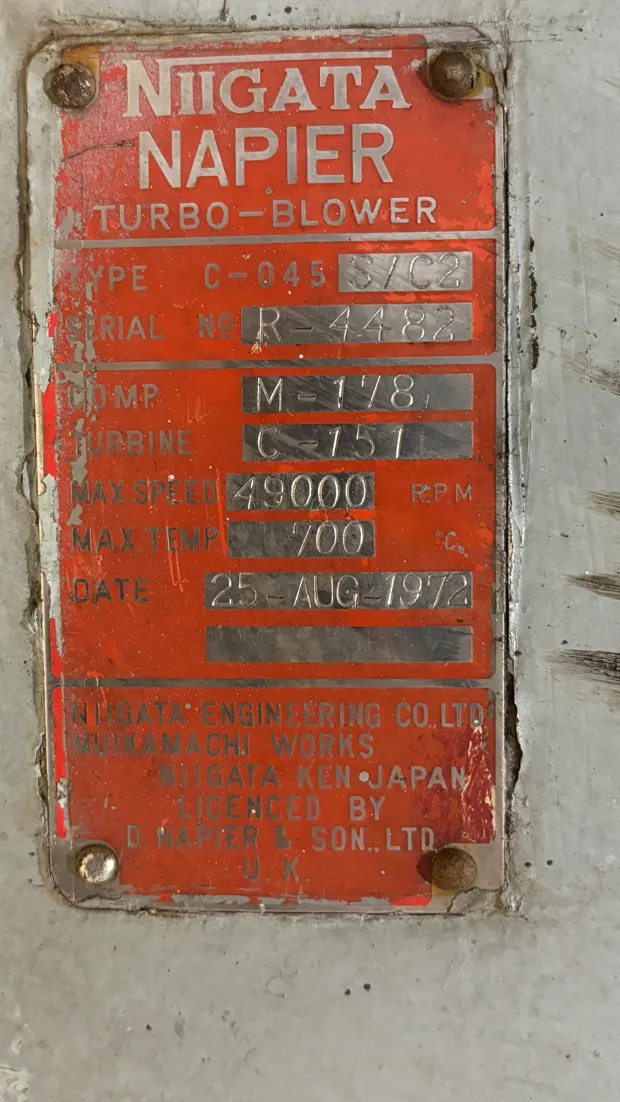 NIIGATA
NAPIER
TURBO-BLOWER
TYPE C-045 S/C2
SERIAL Nº R-4482
COMP. M-178
TURBINE C-151
MAX.SPEED 49000 R.P.M
MAX.TEMP 700 °C.
DATE 25-AUG-1972
NIIGATA ENGINEERING CO.,LTD.
MUIKAMACHI WORKS
NIIGATA KEN•JAPAN
LICENCED BY
D. NAPIER & SON., LTD.
U. K